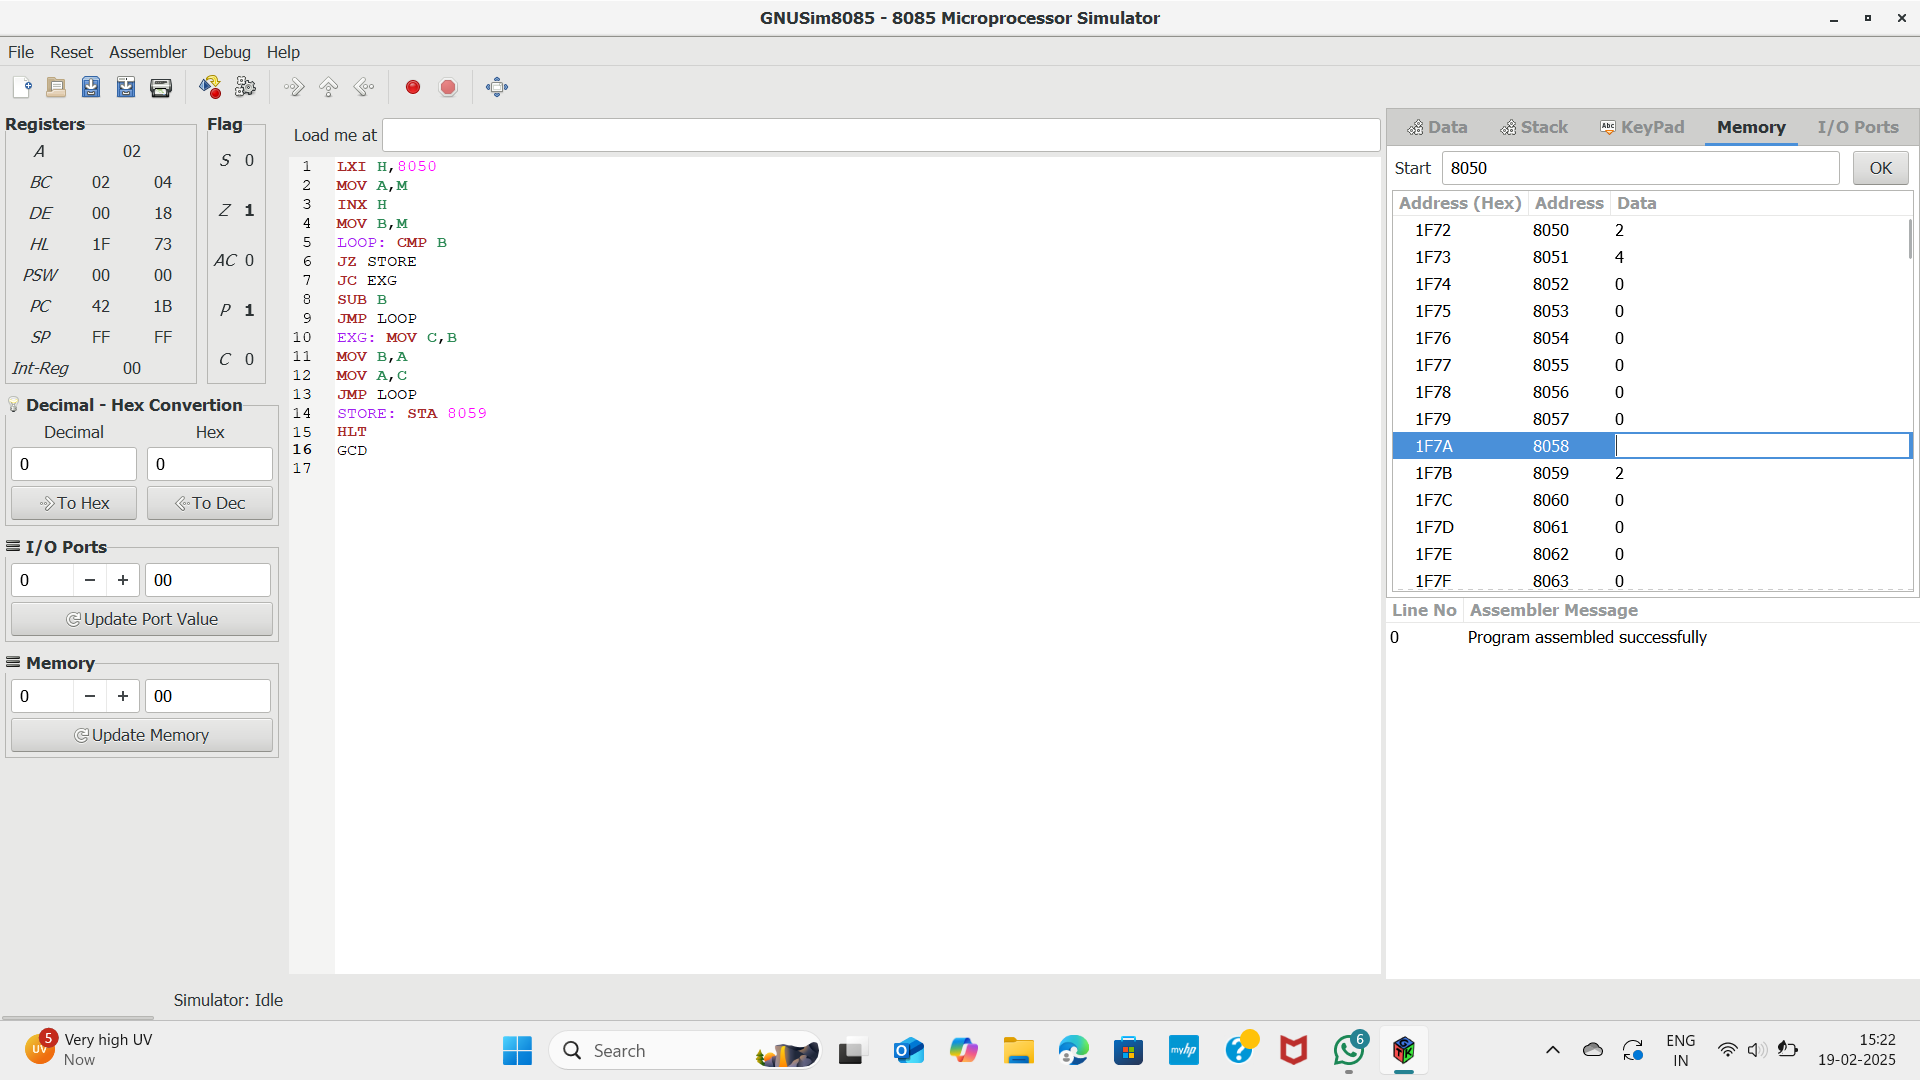 GNUSim8085 - 8085 Microprocessor Simulator
File Reset Assembler Debug Help
Registers
A 02
BC 02 04
DE 00 18
HL 1F 73
PSW 00 00
PC 42 1B
SP FF FF
Int-Reg 00
Flag
S 0
Z 1
AC 0
P 1
C 0
Decimal - Hex Convertion
Decimal Hex
0 0
To Hex To Dec
I/O Ports
0 − + 00
Update Port Value
Memory
0 − + 00
Update Memory
Load me at
1 LXI H,8050
2 MOV A,M
3 INX H
4 MOV B,M
5 LOOP: CMP B
6 JZ STORE
7 JC EXG
8 SUB B
9 JMP LOOP
10 EXG: MOV C,B
11 MOV B,A
12 MOV A,C
13 JMP LOOP
14 STORE: STA 8059
15 HLT
16 GCD
17
Data Stack Abc KeyPad Memory I/O Ports
Start 8050 OK
Address (Hex) Address Data
1F72 8050 2
1F73 8051 4
1F74 8052 0
1F75 8053 0
1F76 8054 0
1F77 8055 0
1F78 8056 0
1F79 8057 0
1F7A 8058
1F7B 8059 2
1F7C 8060 0
1F7D 8061 0
1F7E 8062 0
1F7F 8063 0
Line No Assembler Message
0 Program assembled successfully
Simulator: Idle
UV 5 Very high UV
Now
Search
myhp
?
6
ENG
IN
15:22
19-02-2025